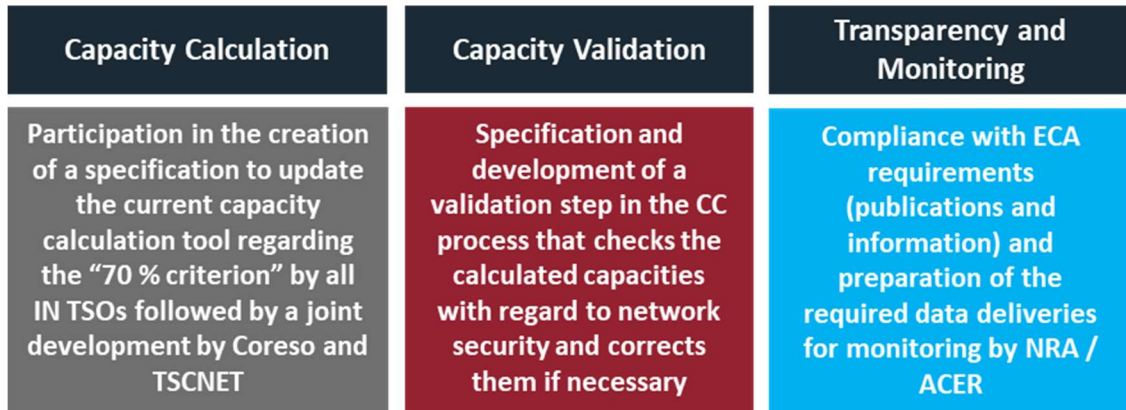 Capacity Calculation
Participation in the creation
of a specification to update
the current capacity
calculation tool regarding
the “70 % criterion” by all
IN TSOs followed by a joint
development by Coreso and
TSCNET
Capacity Validation
Specification and
development of a
validation step in the CC
process that checks the
calculated capacities
with regard to network
security and corrects
them if necessary
Transparency and
Monitoring
Compliance with ECA
requirements
(publications and
information) and
preparation of the
required data deliveries
for monitoring by NRA /
ACER